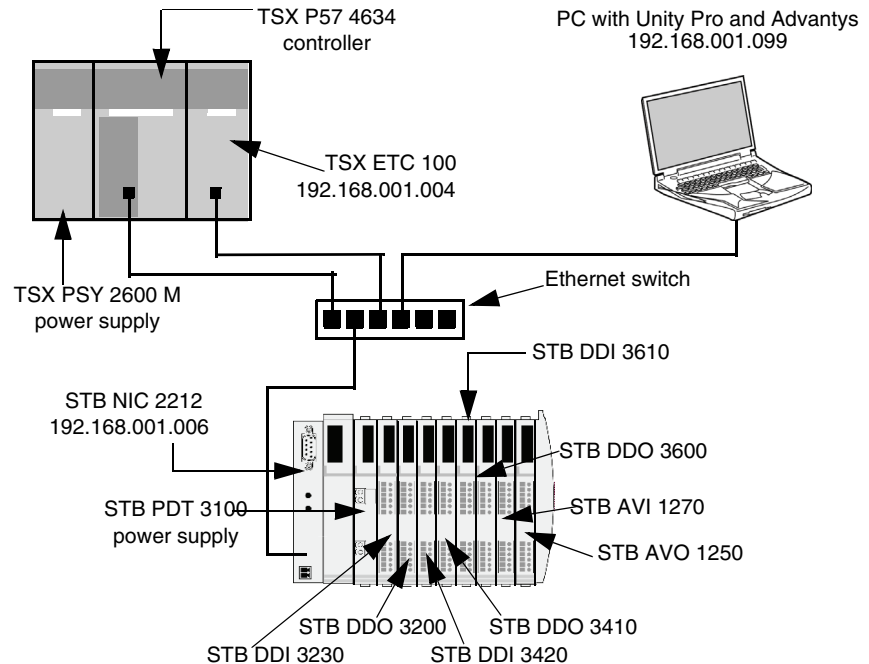 TSX P57 4634
controller
PC with Unity Pro and Advantys
192.168.001.099
TSX ETC 100
192.168.001.004
TSX PSY 2600 M
power supply
Ethernet switch
STB DDI 3610
STB NIC 2212
192.168.001.006
STB DDO 3600
STB PDT 3100
power supply
STB AVI 1270
STB AVO 1250
STB DDO 3200
STB DDO 3410
STB DDI 3230
STB DDI 3420